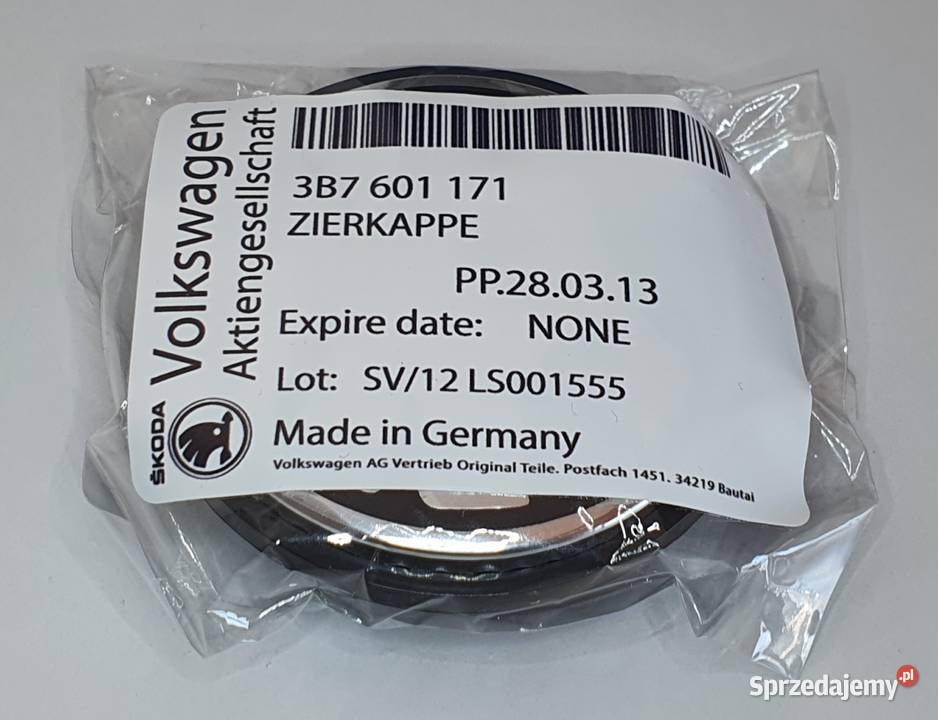 Volkswagen
Aktiengesellschaft
ŠKODA
3B7 601 171
ZIERKAPPE
PP.28.03.13
Expire date: NONE
Lot: SV/12 LS001555
Made in Germany
Volkswagen AG Vertrieb Original Teile. Postfach 1451. 34219 Bautai
Sprzedajemy.pl